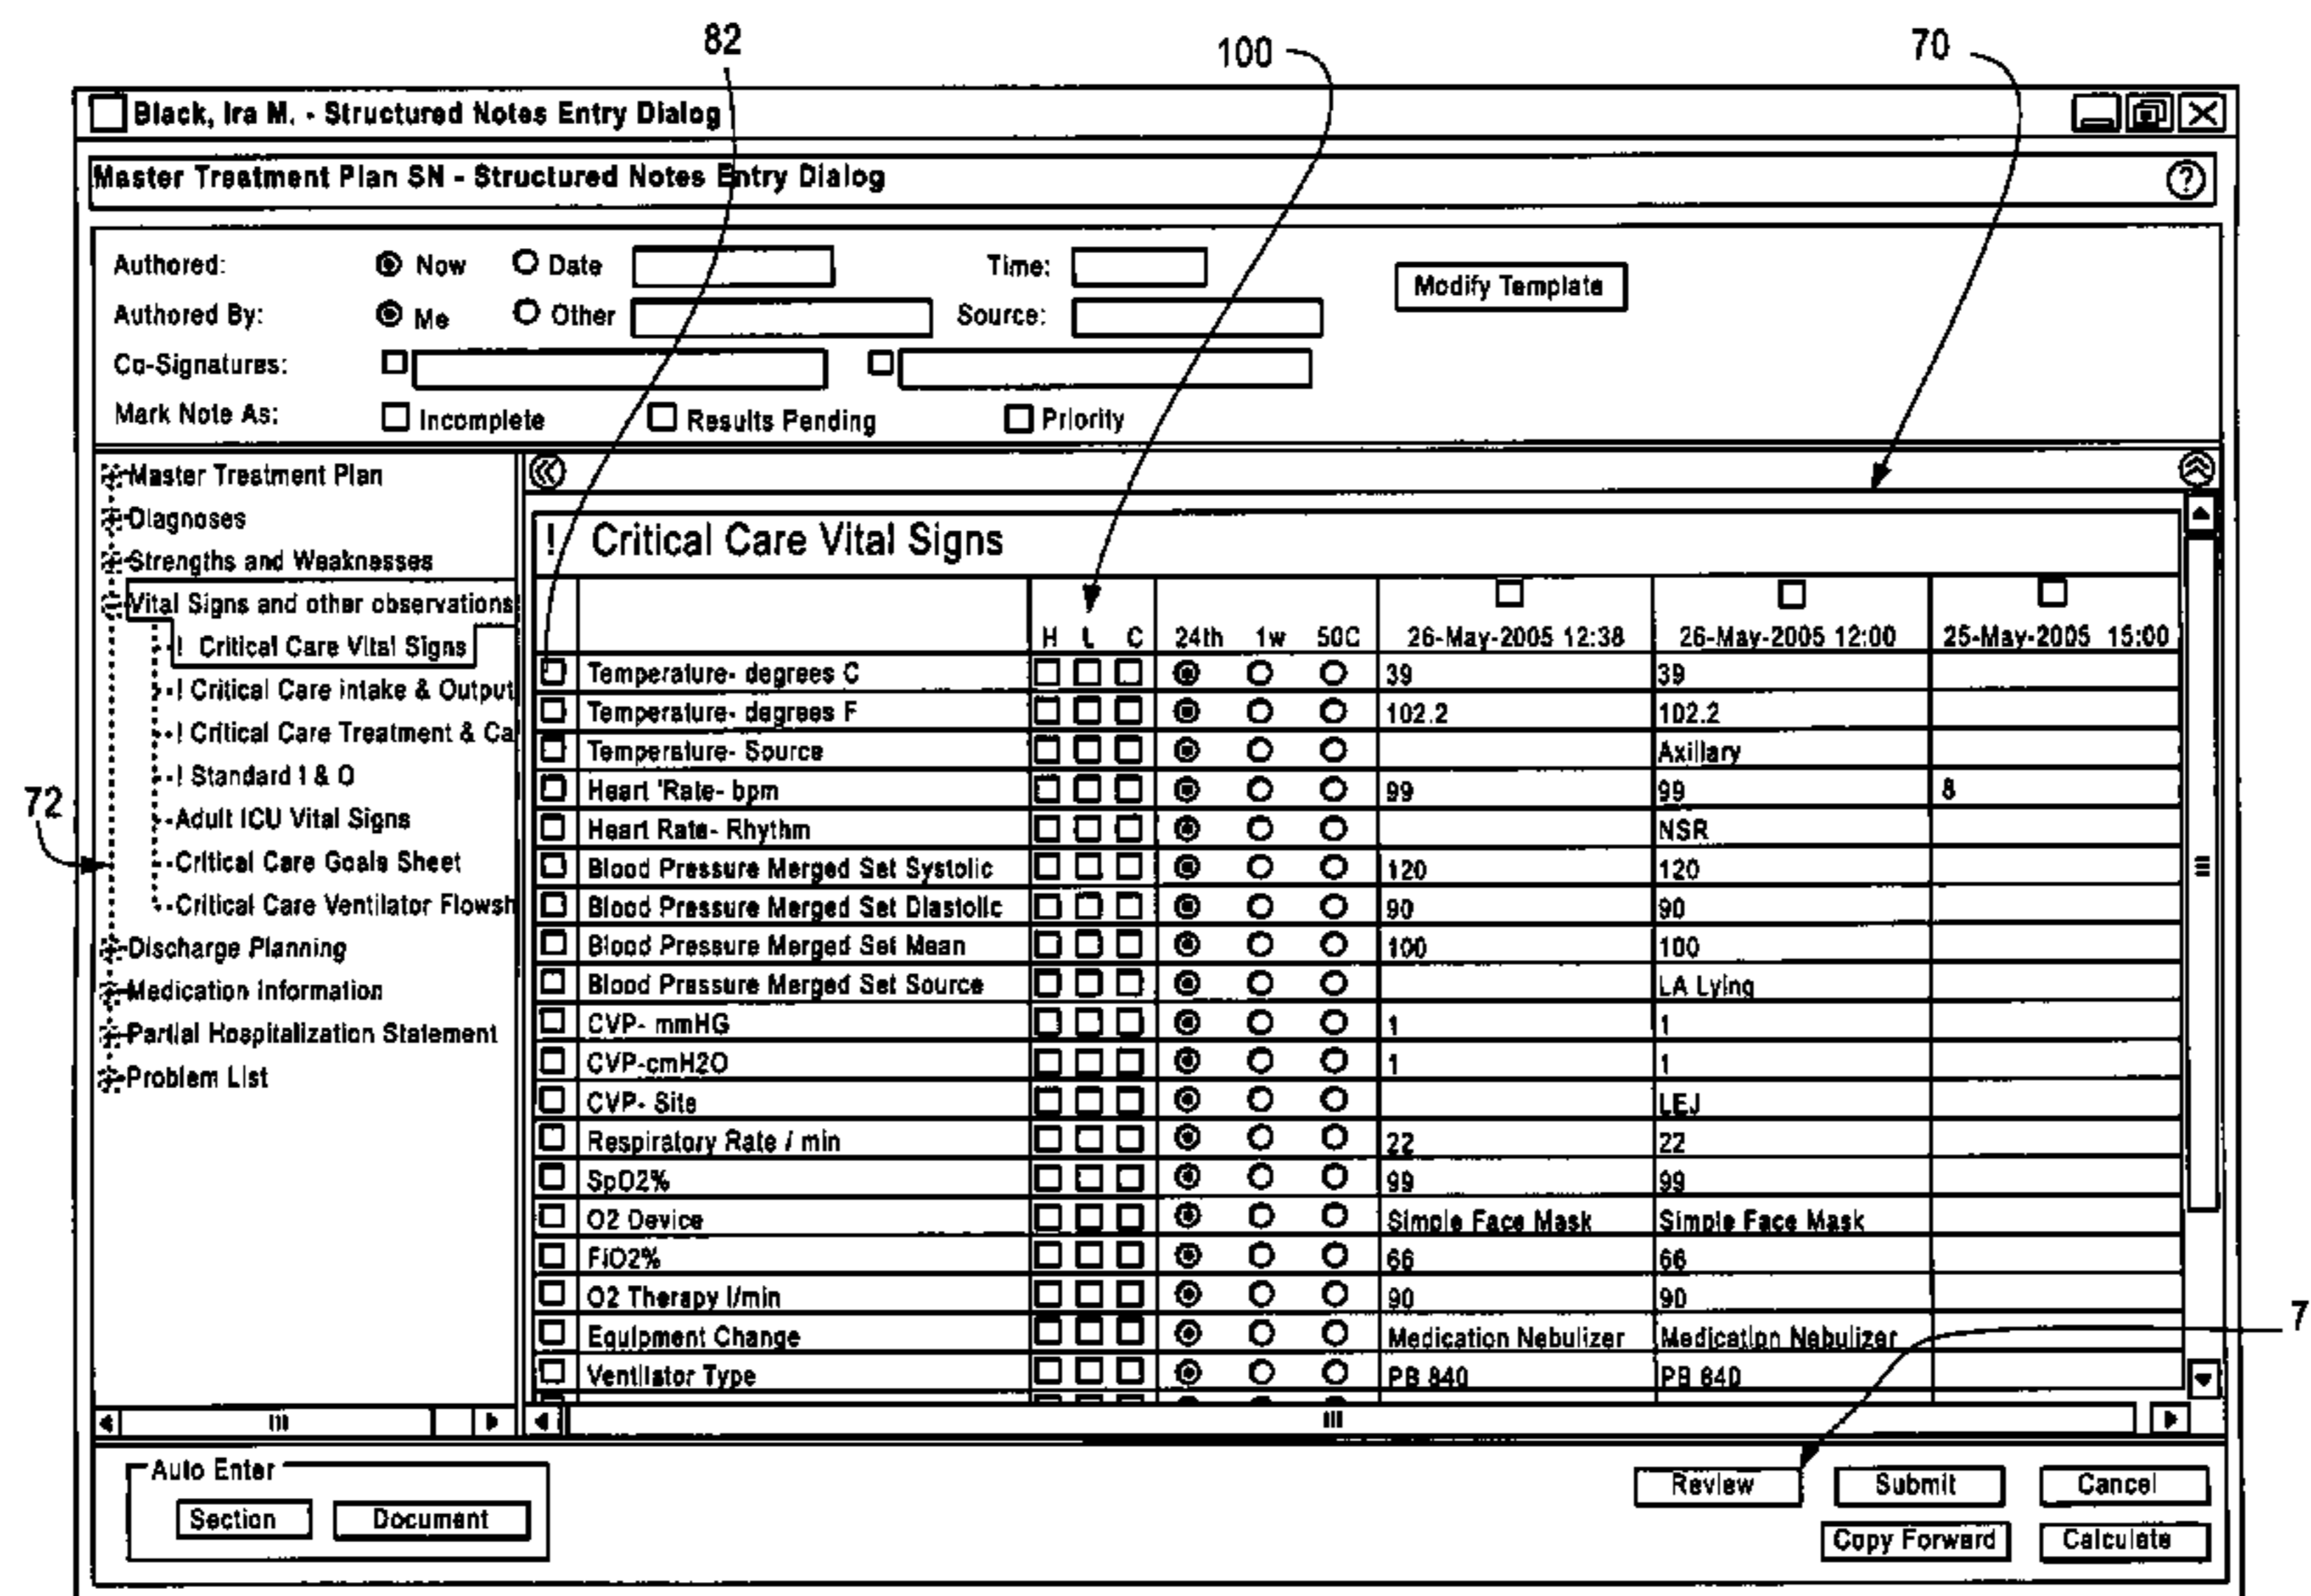 82 100 70
Black, Ira M. - Structured Notes Entry Dialog
Master Treatment Plan SN - Structured Notes Entry Dialog ?
Authored: Now Date Time: Modify Template
Authored By: Me Other Source:
Co-Signatures:
Mark Note As: Incomplete Results Pending Priority
Master Treatment Plan
Diagnoses
Strengths and Weaknesses
Vital Signs and other observations
! Critical Care Vital Signs
! Critical Care intake & Output
! Critical Care Treatment & Ca
! Standard I & O
72
Adult ICU Vital Signs
Critical Care Goals Sheet
Critical Care Ventilator Flowsh
Discharge Planning
Medication Information
Partial Hospitalization Statement
Problem List
! Critical Care Vital Signs
H L C 24th 1w 50C 26-May-2005 12:38 26-May-2005 12:00 25-May-2005 15:00
Temperature- degrees C 39 39
Temperature- degrees F 102.2 102.2
Temperature- Source Axillary
Heart 'Rate- bpm 99 99 8
Heart Rate- Rhythm NSR
Blood Pressure Merged Set Systolic 120 120
Blood Pressure Merged Set Diastolic 90 90
Blood Pressure Merged Set Mean 100 100
Blood Pressure Merged Set Source LA Lying
CVP- mmHG 1 1
CVP-cmH2O 1 1
CVP- Site LEJ
Respiratory Rate / min 22 22
SpO2% 99 99
O2 Device Simple Face Mask Simple Face Mask
FiO2% 66 66
O2 Therapy l/min 90 90
Equipment Change Medication Nebulizer Medication Nebulizer
Ventilator Type PB 840 PB 840
7
Auto Enter
Section Document
Review Submit Cancel
Copy Forward Calculate